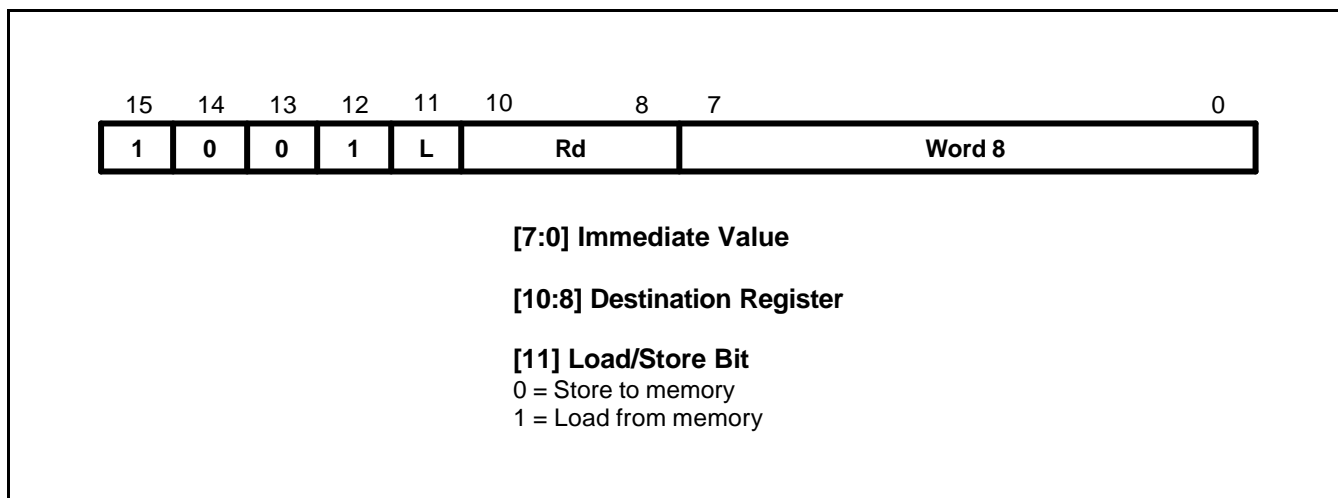 15 14 13 12 11 10 8 7 0
1 0 0 1 L Rd Word 8
[7:0] Immediate Value
[10:8] Destination Register
[11] Load/Store Bit
0 = Store to memory
1 = Load from memory